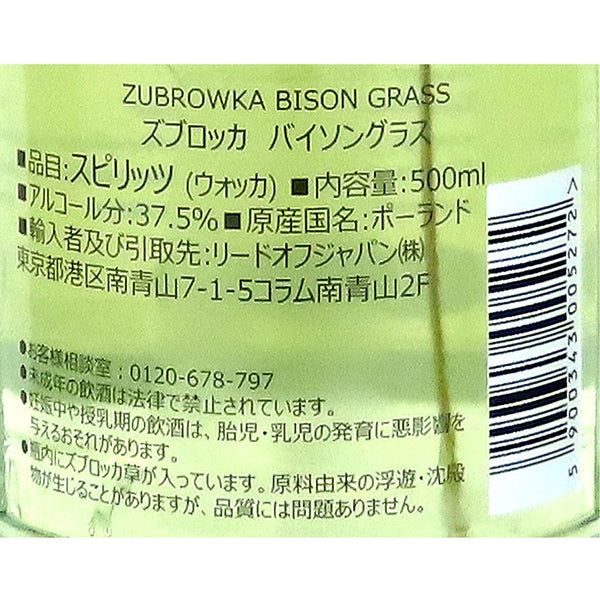 ZUBROWKA BISON GRASS
ズブロッカ バイソングラス
■品目:スピリッツ (ウォッカ) ■内容量:500ml
■アルコール分:37.5%■原産国名:ポーランド
■輸入者及び引取先:リードオフジャパン㈱
東京都港区南青山7-1-5コラム南青山2F
●お客様相談室:0120-678-797
●未成年の飲酒は法律で禁止されています。
●妊娠中や授乳期の飲酒は、胎児・乳児の発育に悪影響を
与えるおそれがあります。
●瓶内にズブロッカ草が入っています。原料由来の浮遊・沈殿
物が生じることがありますが、品質には問題ありません。
5 900343 005272 >